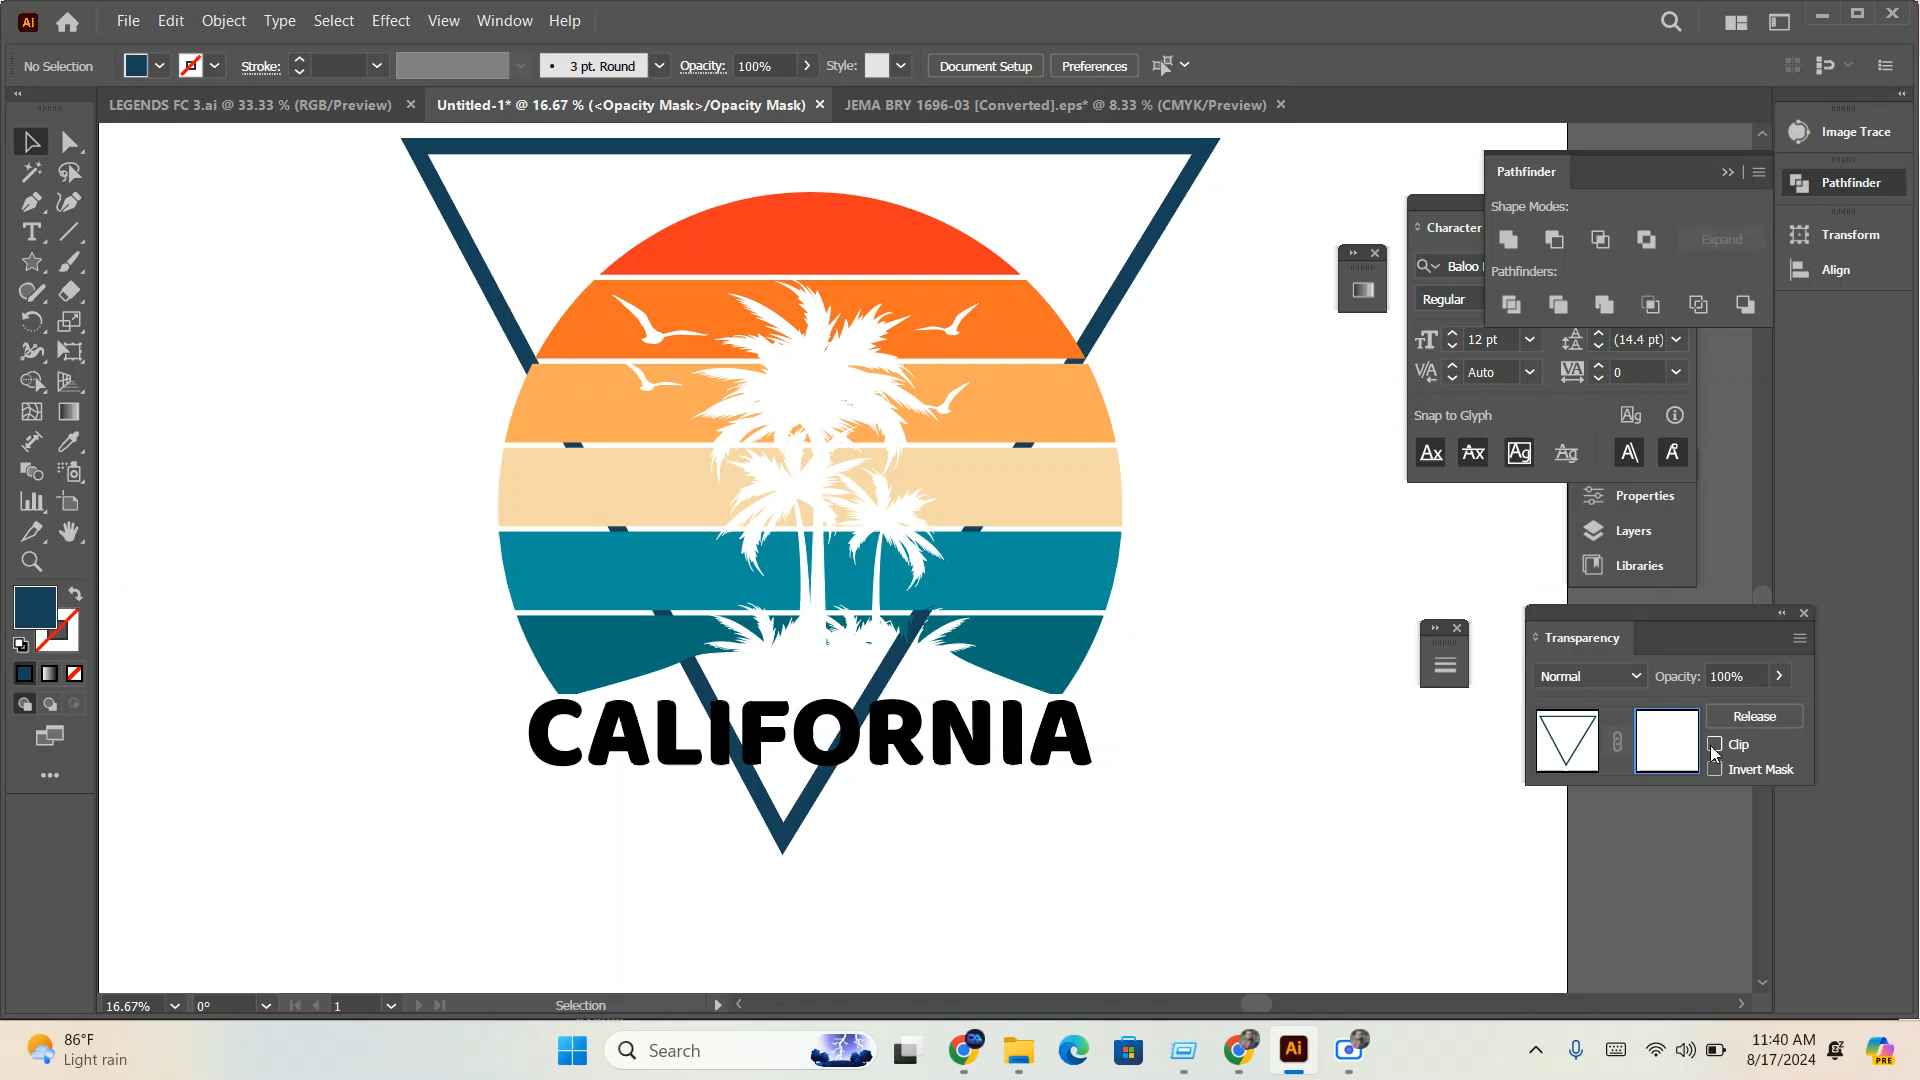 Ai File Edit Object Type Select Effect View Window Help
No Selection Stroke: 3 pt. Round Opacity: 100% Style: Document Setup Preferences
LEGENDS FC 3.ai @ 33.33 % (RGB/Preview) × Untitled-1* @ 16.67 % (<Opacity Mask>/Opacity Mask) × JEMA BRY 1696-03 [Converted].eps* @ 8.33 % (CMYK/Preview) ×
Image Trace
Pathfinder
Transform
Align
Pathfinder
Shape Modes:
Expand
Pathfinders:
Character
Baloo
Regular
12 pt (14.4 pt)
Auto 0
Snap to Glyph
Properties
Layers
Libraries
Transparency
Normal Opacity: 100%
Release
Clip
Invert Mask
CALIFORNIA
16.67% 0° 1 Selection
86°F
Light rain
Search
Ai
11:40 AM
8/17/2024
PRE